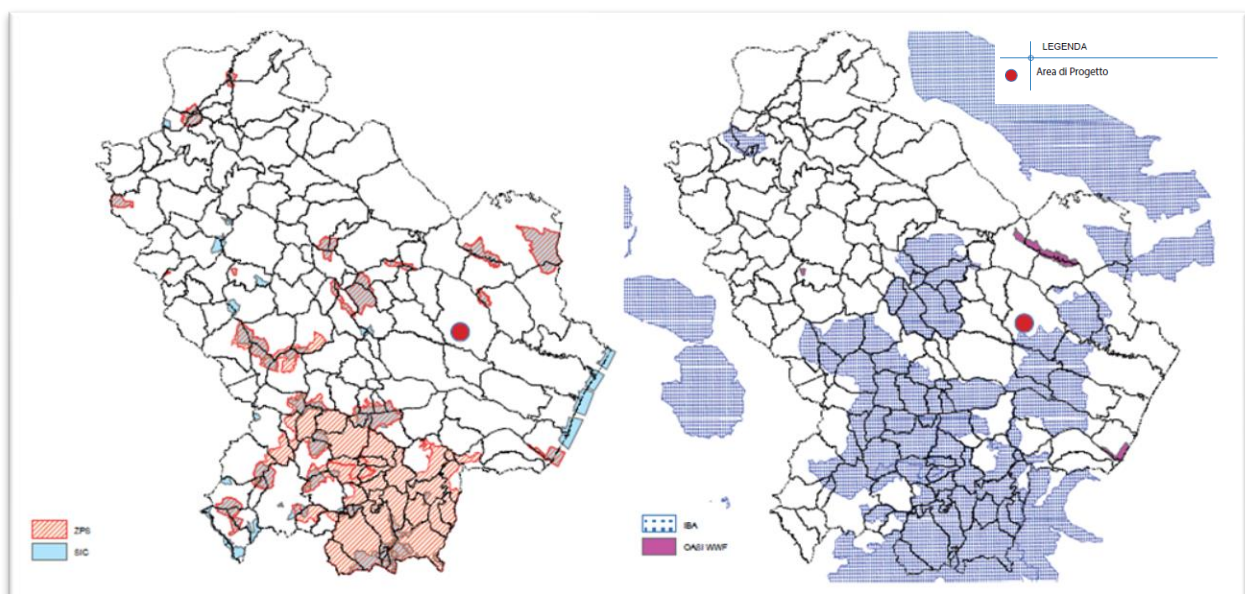 LEGENDA
Area di Progetto
ZPS
SIC
IBA
OASI WWF